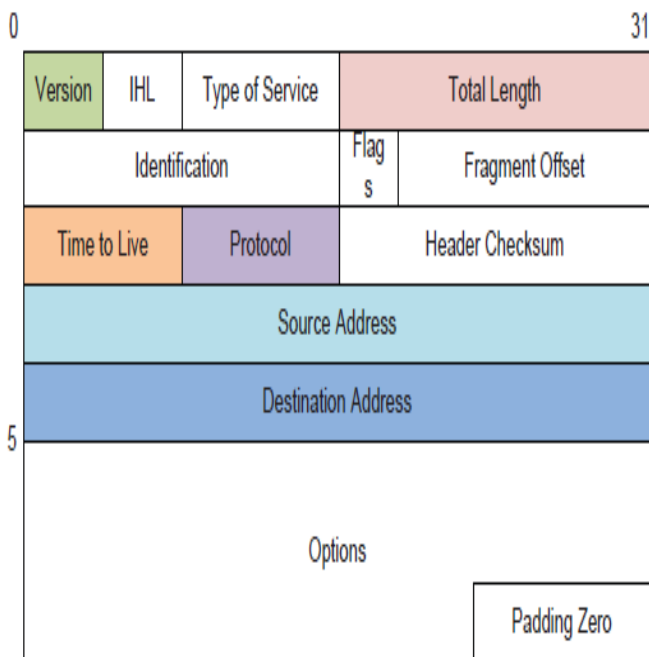 0 31
Version IHL Type of Service Total Length
Identification Flag
s Fragment Offset
Time to Live Protocol Header Checksum
Source Address
Destination Address
5
Options
Padding Zero